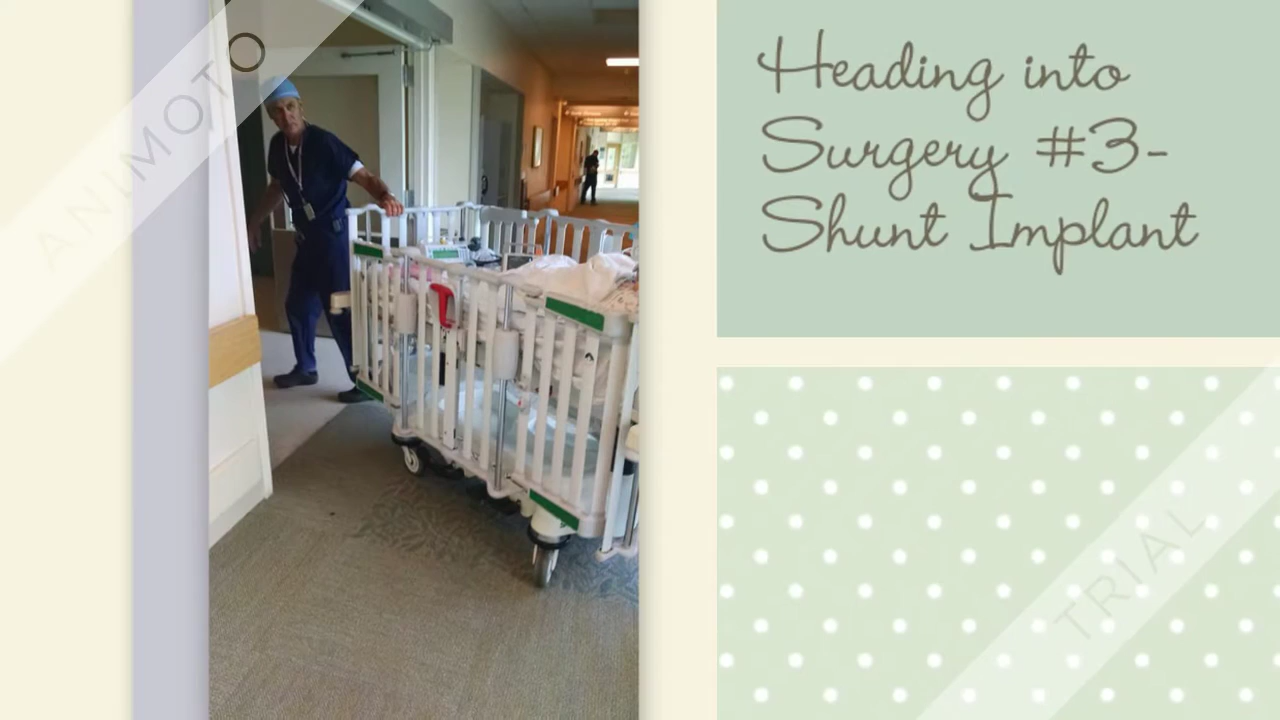 ANIMOTO
Heading into
Surgery #3-
Shunt Implant
TRIAL